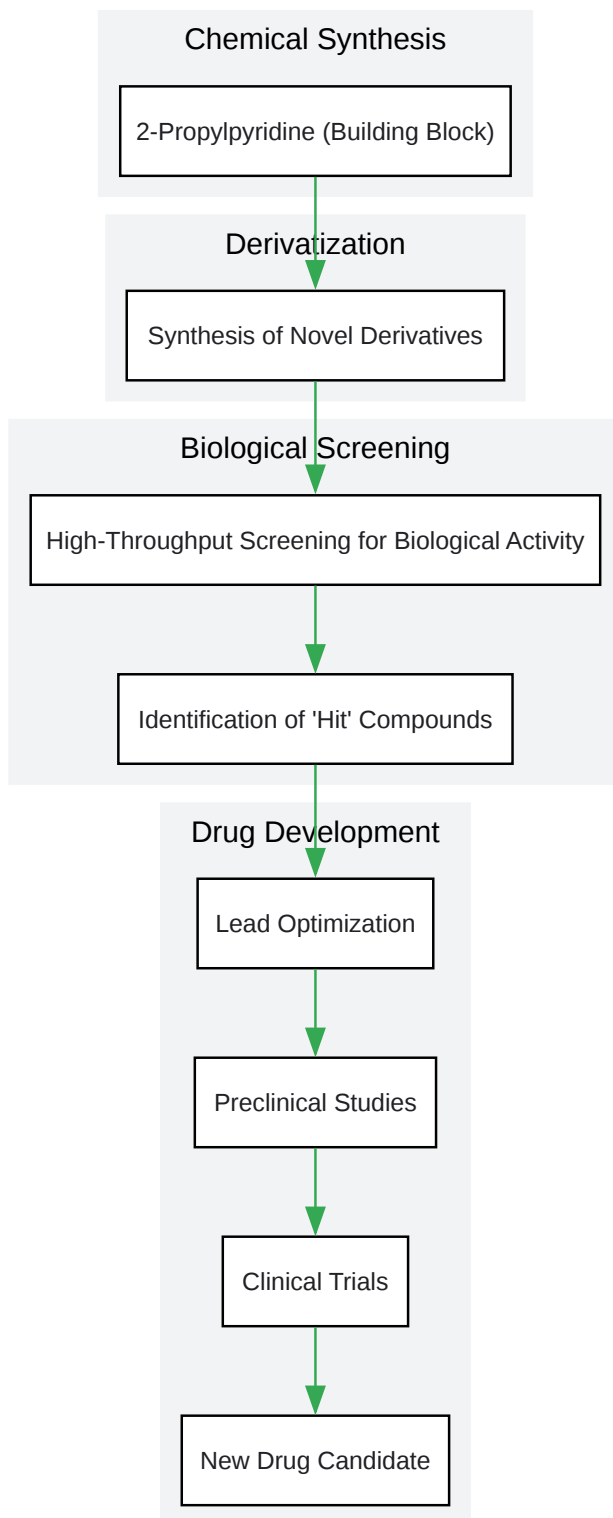 Chemical Synthesis
2-Propylpyridine (Building Block)
Derivatization
Synthesis of Novel Derivatives
Biological Screening
High-Throughput Screening for Biological Activity
Identification of 'Hit' Compounds
Drug Development
Lead Optimization
Preclinical Studies
Clinical Trials
New Drug Candidate